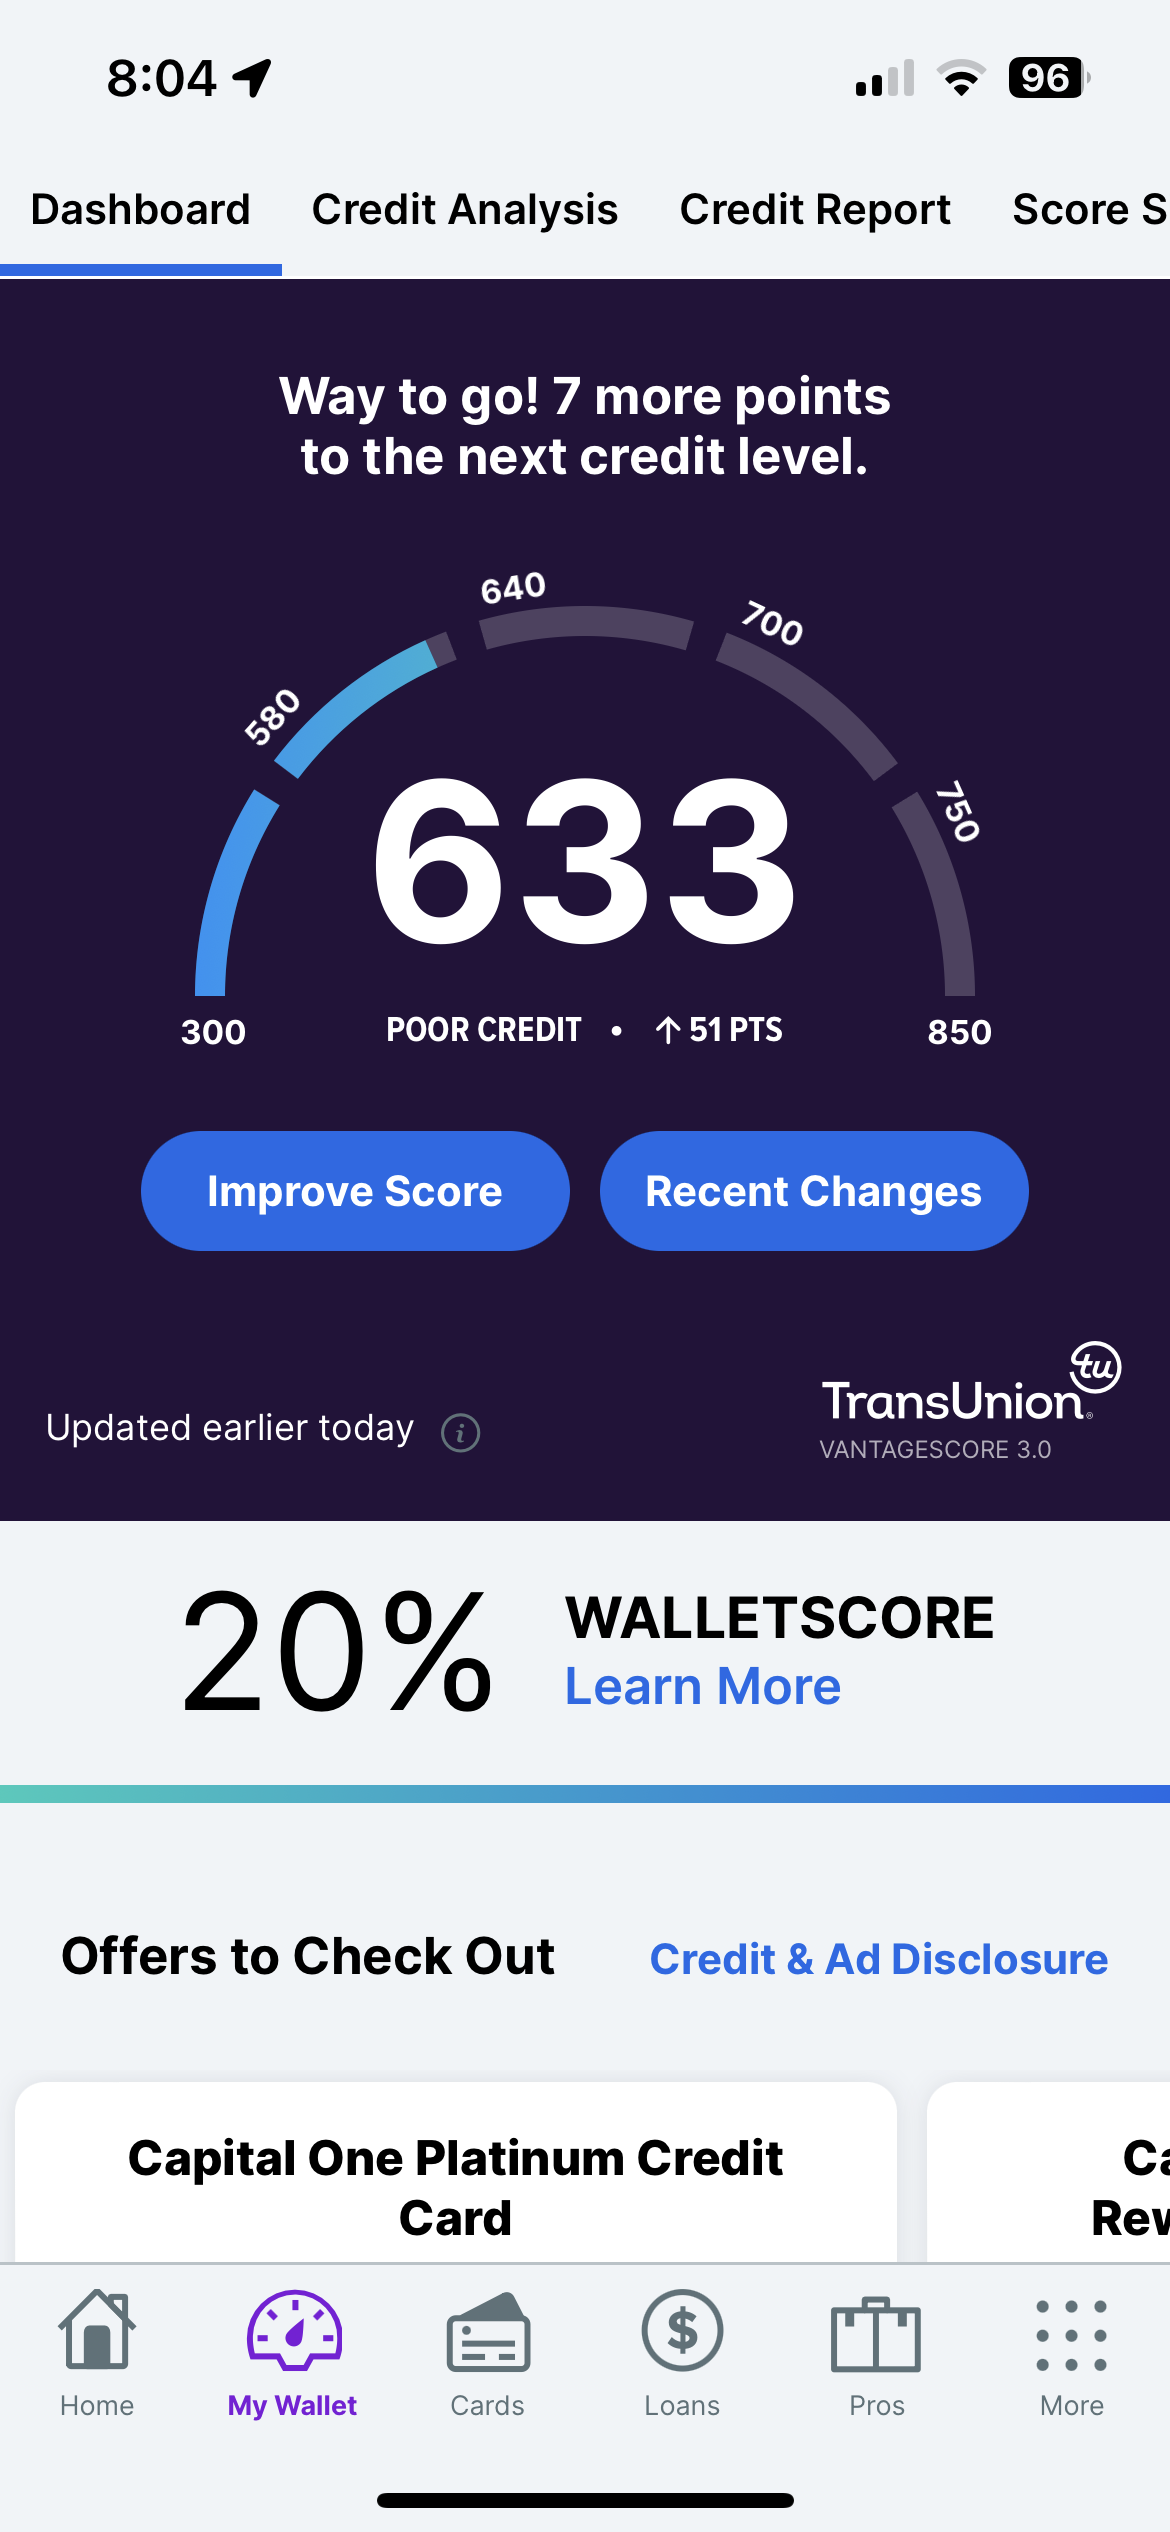 8:04
96
Dashboard Credit Analysis Credit Report Score S
Way to go! 7 more points
to the next credit level.
640
700
580
750
633
300
POOR CREDIT • ↑ 51 PTS
850
Improve Score
Recent Changes
Updated earlier today i
tu
TransUnion®
VANTAGESCORE 3.0
20%
WALLETSCORE
Learn More
Offers to Check Out
Credit & Ad Disclosure
Capital One Platinum Credit
Card
Ca
Rew
$
Home My Wallet Cards Loans Pros More